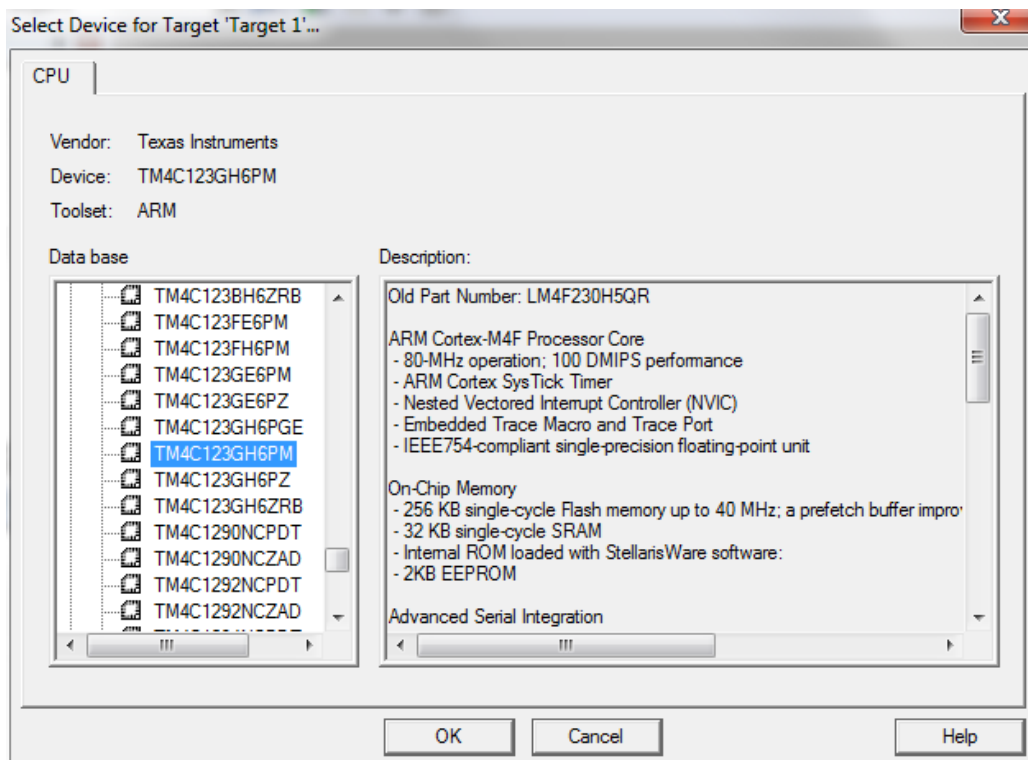 Select Device for Target 'Target 1'...
CPU
Vendor: Texas Instruments
Device: TM4C123GH6PM
Toolset: ARM
Data base
TM4C123BH6ZRB
TM4C123FE6PM
TM4C123FH6PM
TM4C123GE6PM
TM4C123GE6PZ
TM4C123GH6PGE
TM4C123GH6PM
TM4C123GH6PZ
TM4C123GH6ZRB
TM4C1290NCPDT
TM4C1290NCZAD
TM4C1292NCPDT
TM4C1292NCZAD
Description:
Old Part Number: LM4F230H5QR
ARM Cortex-M4F Processor Core
- 80-MHz operation; 100 DMIPS performance
- ARM Cortex SysTick Timer
- Nested Vectored Interrupt Controller (NVIC)
- Embedded Trace Macro and Trace Port
- IEEE754-compliant single-precision floating-point unit
On-Chip Memory
- 256 KB single-cycle Flash memory up to 40 MHz; a prefetch buffer impro
- 32 KB single-cycle SRAM
- Internal ROM loaded with StellarisWare software:
- 2KB EEPROM
Advanced Serial Integration
OK
Cancel
Help